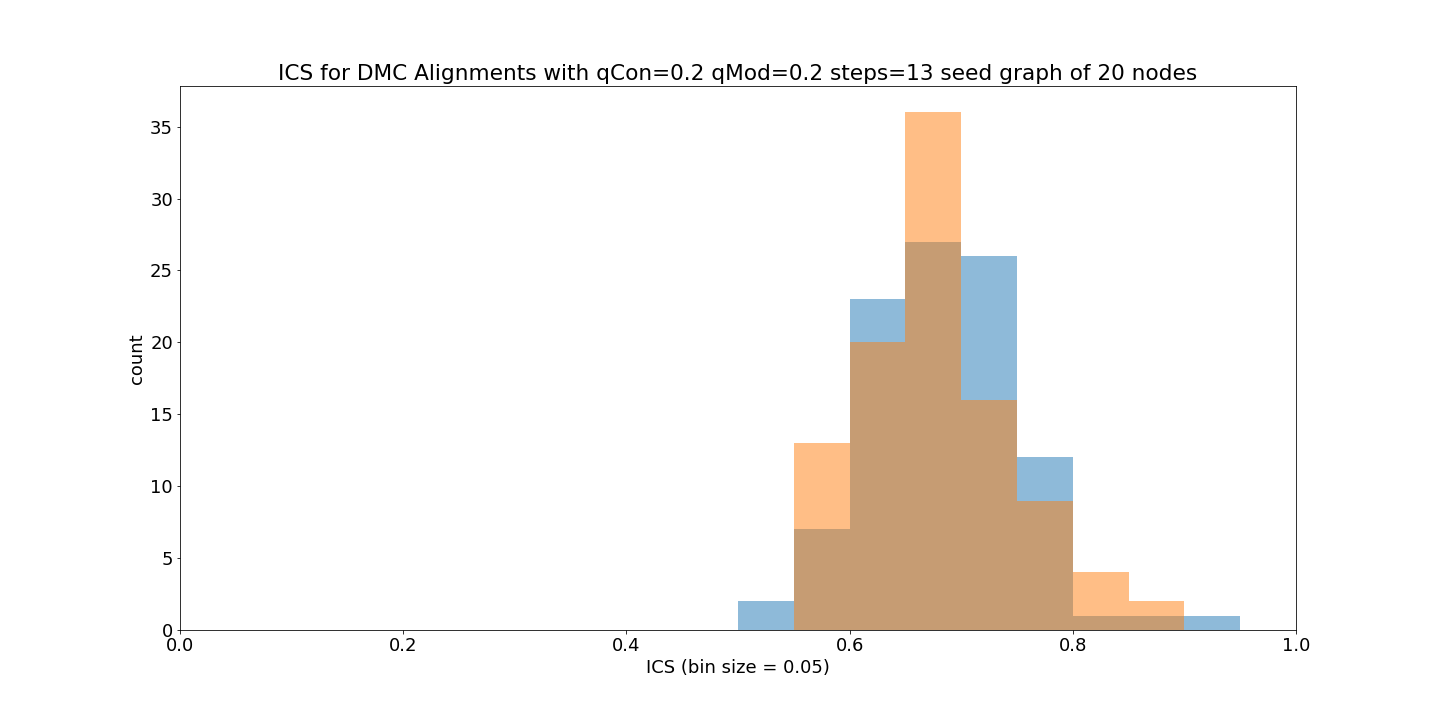 ICS for DMC Alignments with qCon=0.2 qMod=0.2 steps=13 seed graph of 20 nodes
35
30
25
20
15
10
5
0
count
0.0 0.2 0.4 0.6 0.8 1.0
ICS (bin size = 0.05)